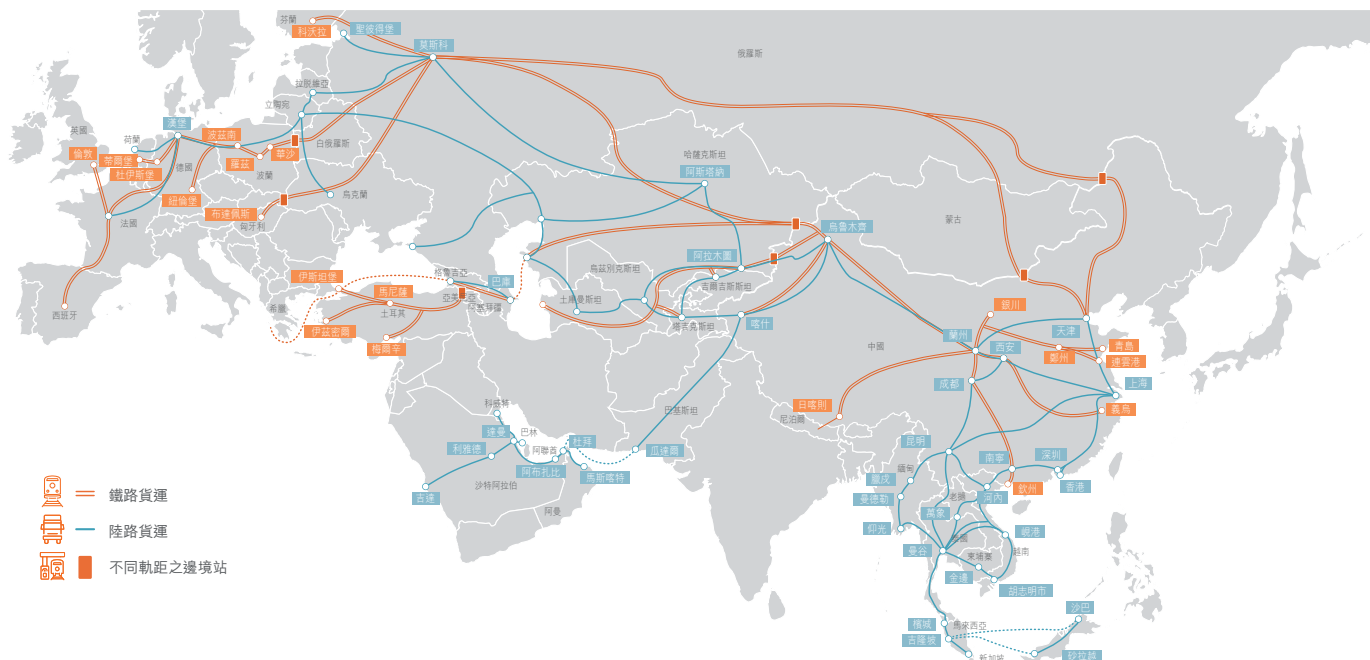 芬蘭
科沃拉
聖彼得堡
莫斯科
俄羅斯
拉脫維亞
立陶宛
漢堡
英國
荷蘭
波茲南
白俄羅斯
倫敦
蒂爾堡
杜伊斯堡
德國
羅茲
華沙
波蘭
哈薩克斯坦
阿斯塔納
紐倫堡
烏克蘭
布達佩斯
匈牙利
法國
蒙古
烏魯木齊
阿拉木圖
烏茲別克斯坦
伊斯坦堡
格魯吉亞
巴庫
吉爾吉斯斯坦
馬尼薩
亞美尼亞
阿塞拜疆
土庫曼斯坦
希臘
土耳其
西班牙
伊茲密爾
塔吉克斯坦
喀什
銀川
天津
蘭州
中國
西安
青島
梅爾辛
鄭州
連雲港
成都
上海
科威特
日喀則
義烏
巴基斯坦
尼泊爾
達曼
巴林
利雅德
阿聯酋
杜拜
瓜達爾
昆明
阿布扎比
馬斯喀特
緬甸
臘戌
南寧
深圳
香港
沙特阿拉伯
吉達
曼德勒
老撾
河內
欽州
阿曼
萬象
仰光
泰國
峴港
曼谷
越南
柬埔寨
金邊
胡志明市
沙巴
檳城
馬來西亞
吉隆坡
新加坡
砂拉越
鐵路貨運
陸路貨運
不同軌距之邊境站